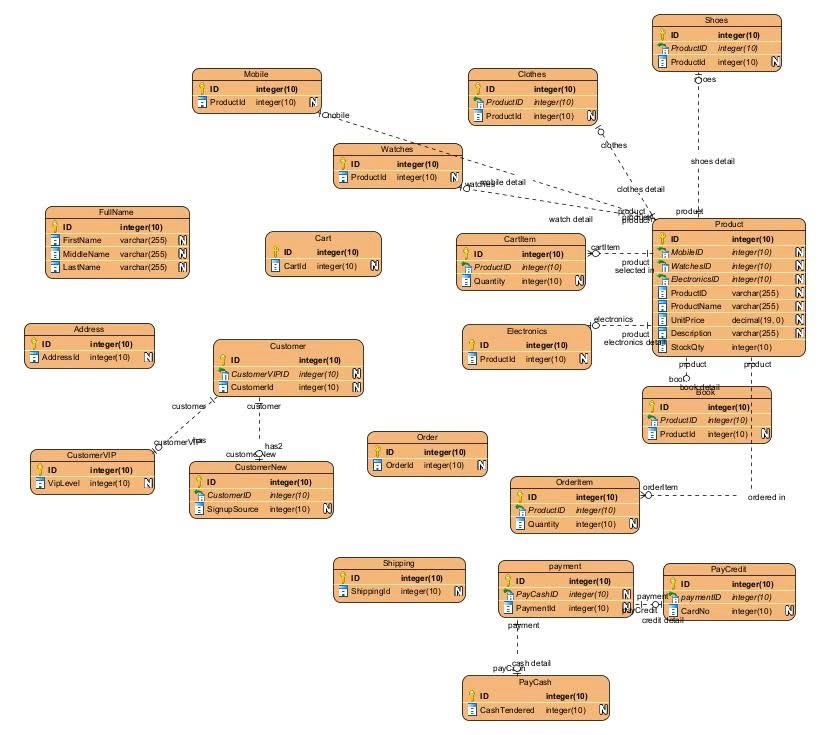 Shoes
ID integer(10)
ProductID integer(10)
ProductId integer(10) N
Mobile
ID integer(10)
ProductId integer(10) N
Clothes
ID integer(10)
ProductID integer(10)
ProductId integer(10) N
mobile
clothes
shoes detail
Watches
ID integer(10)
ProductId integer(10) N
watches
mobile detail
clothes detail
watch detail
product
product
FullName
ID integer(10)
FirstName varchar(255) N
MiddleName varchar(255) N
LastName varchar(255) N
Cart
ID integer(10)
CartId integer(10) N
CartItem
ID integer(10)
ProductID integer(10)
Quantity integer(10) N
cartItem
product
selected in
Product
ID integer(10)
MobileID integer(10) N
WatchesID integer(10) N
ElectronicsID integer(10) N
ProductID varchar(255) N
ProductName varchar(255) N
UnitPrice decimal(19, 0) N
Description varchar(255) N
StockQty integer(10)
Address
ID integer(10)
AddressId integer(10) N
Electronics
ID integer(10)
ProductId integer(10) N
electronics
product
electronics detail
Customer
ID integer(10)
CustomerVIPID integer(10) N
CustomerId integer(10) N
product
product
book detail
Book
ID integer(10)
ProductID integer(10)
ProductId integer(10) N
customer
customer
has2
CustomerVIP
ID integer(10)
VipLevel integer(10) N
CustomerNew
ID integer(10)
CustomerID integer(10)
SignupSource integer(10) N
Order
ID integer(10)
OrderId integer(10) N
OrderItem
ID integer(10)
ProductID integer(10)
Quantity integer(10) N
orderItem
ordered in
Shipping
ID integer(10)
ShippingId integer(10) N
payment
ID integer(10)
PayCashID integer(10) N
PaymentId integer(10) N
payment
payCredit
credit detail
PayCredit
ID integer(10)
paymentID integer(10)
CardNo integer(10) N
payment
cash detail
PayCash
ID integer(10)
CashTendered integer(10) N